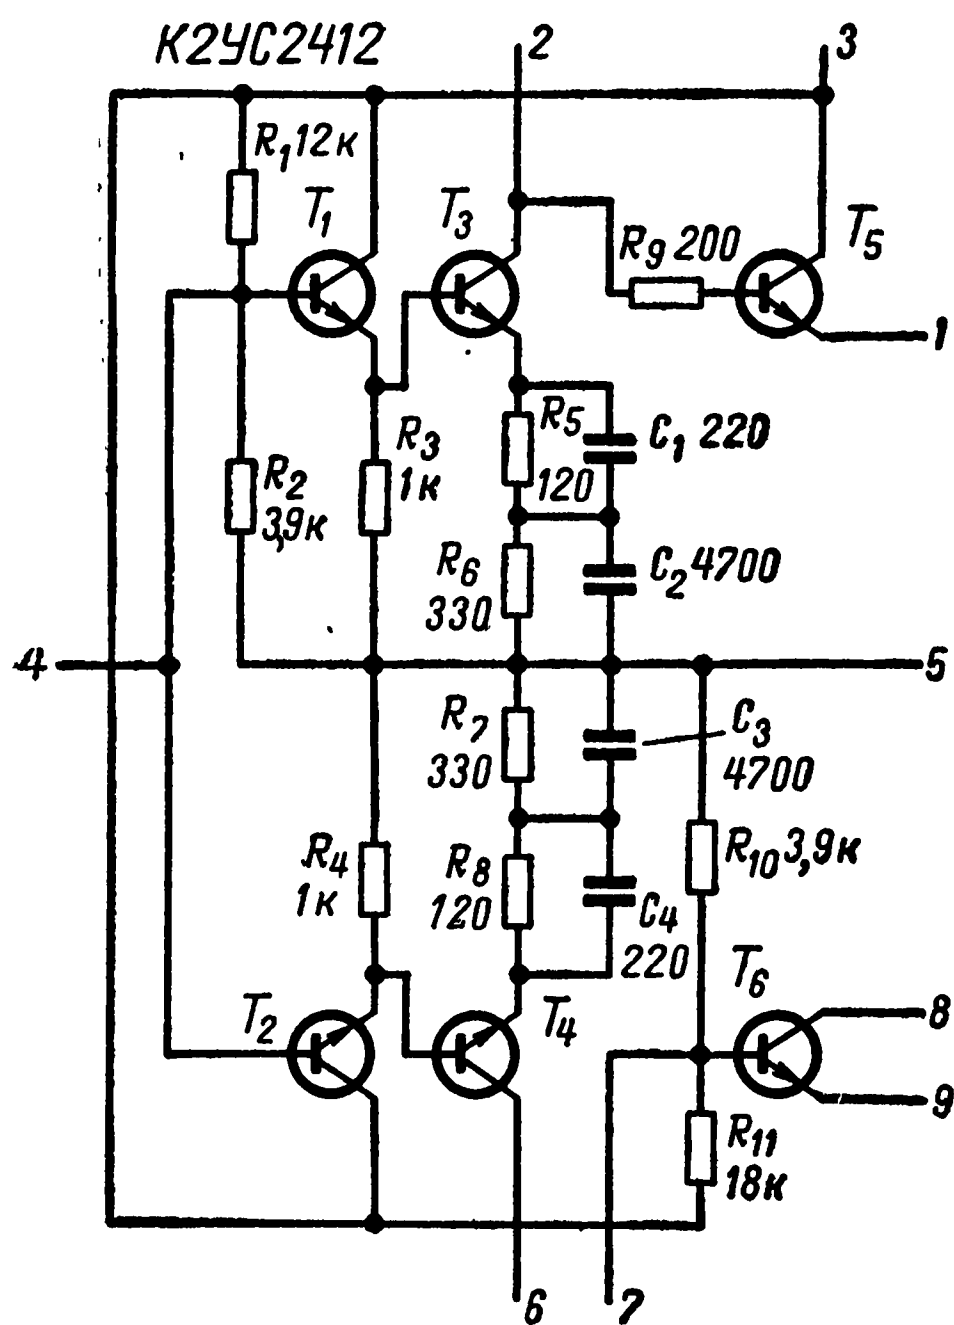 К2УС2412
2
3
R₁ 12к
T₁
T₃
R₉ 200
T₅
1
R₅
120
C₁ 220
R₃
1к
R₂
3,9к
R₆
330
C₂ 4700
4
5
R₇
330
C₃
4700
R₄
1к
R₈
120
C₄
220
R₁₀ 3,9к
T₂
T₄
T₆
8
9
R₁₁
18к
6
7